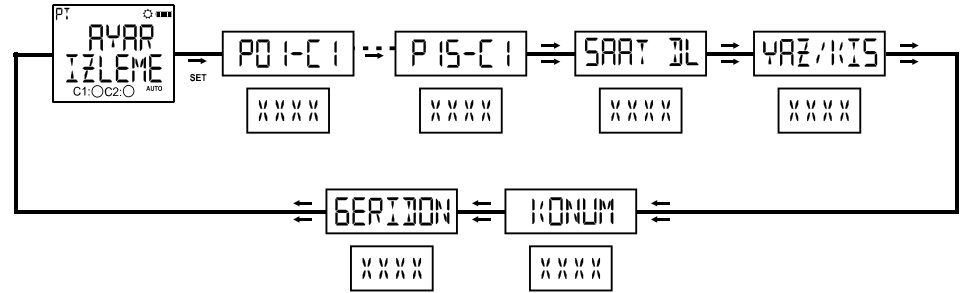 PT
AYAR
IZLEME
C1: C2: AUTO
SET
P01-C1
XXXX
P15-C1
XXXX
SAAT DL
XXXX
YAZ/KIS
XXXX
GERIDON
XXXX
KONUM
XXXX